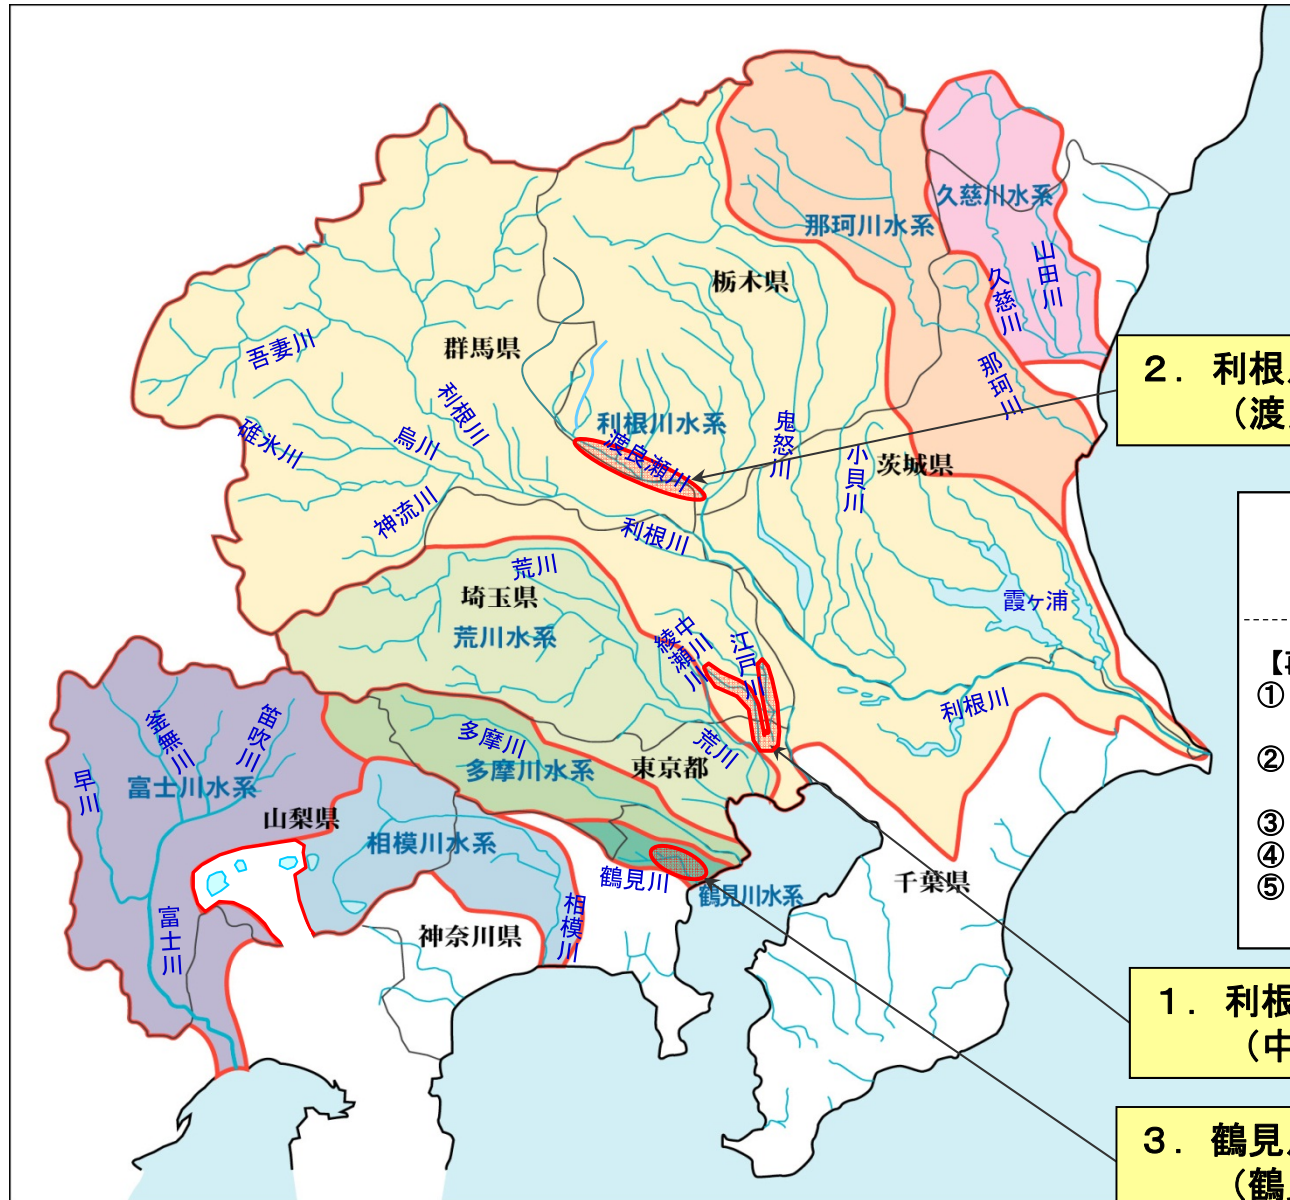 久慈川水系
那珂川水系
山田川
久慈川
栃木県
吾妻川
群馬県
那珂川
2. 利根
(渡
利根川
利根川水系
鬼怒川
碓氷川
烏川
渡良瀬川
小貝川
茨城県
神流川
利根川
荒川
埼玉県
霞ヶ浦
荒川水系
綾瀬川
中川
江戸川
【
①
利根川
釜無川
笛吹川
多摩川
荒川
②
早川
富士川水系
多摩川水系
東京都
山梨県
③
相模川水系
④
鶴見川
千葉県
⑤
鶴見川水系
富士川
相模川
神奈川県
1. 利根
(中
3. 鶴見
(鶴